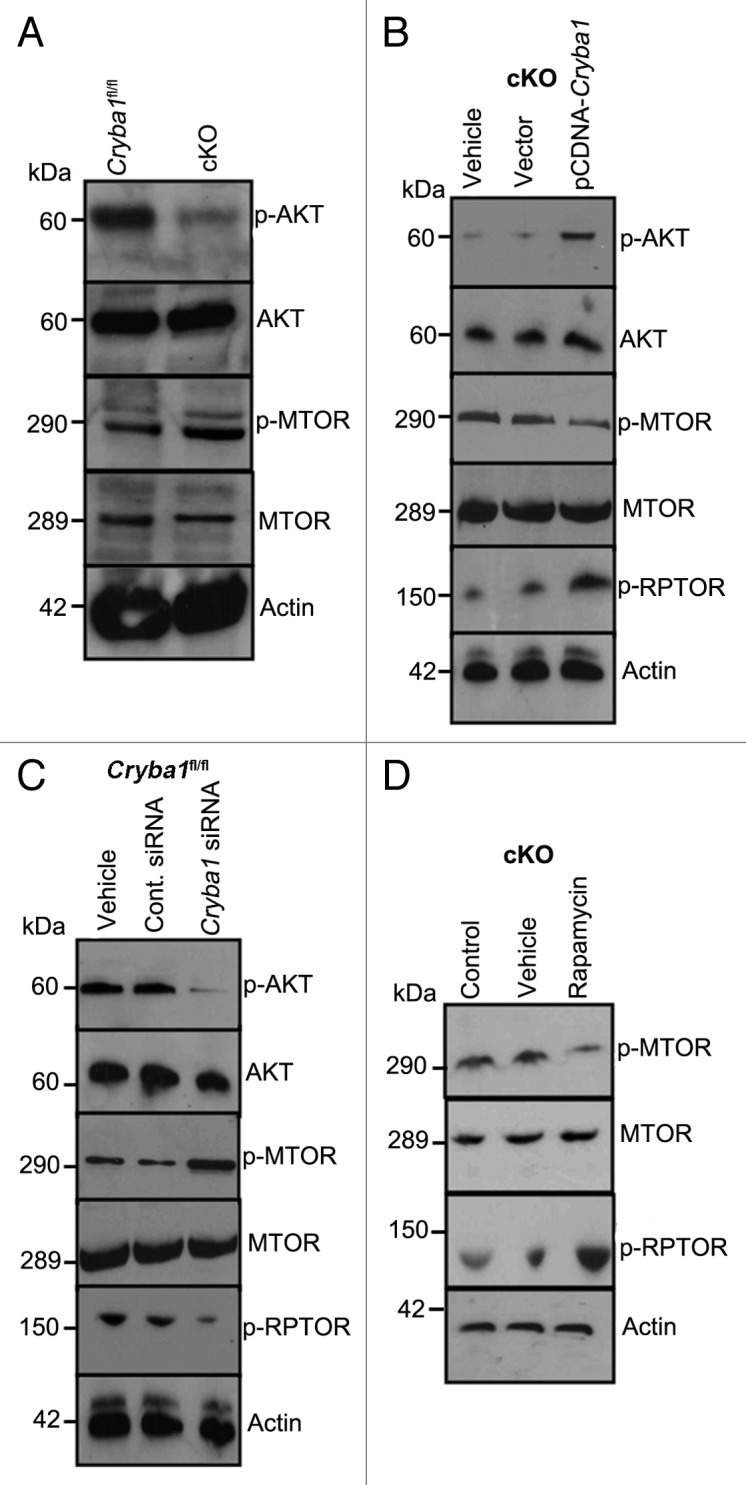 A
Cryba1fl/fl
cKO
kDa
60
p-AKT
60
AKT
290
p-MTOR
289
MTOR
42
Actin
B
cKO
Vehicle
Vector
pCDNA-Cryba1
kDa
60
p-AKT
60
AKT
290
p-MTOR
289
MTOR
150
p-RPTOR
42
Actin
C
Cryba1fl/fl
Vehicle
Cont. siRNA
Cryba1 siRNA
kDa
60
p-AKT
60
AKT
290
p-MTOR
289
MTOR
150
p-RPTOR
42
Actin
D
cKO
Control
Vehicle
Rapamycin
kDa
290
p-MTOR
289
MTOR
150
p-RPTOR
42
Actin